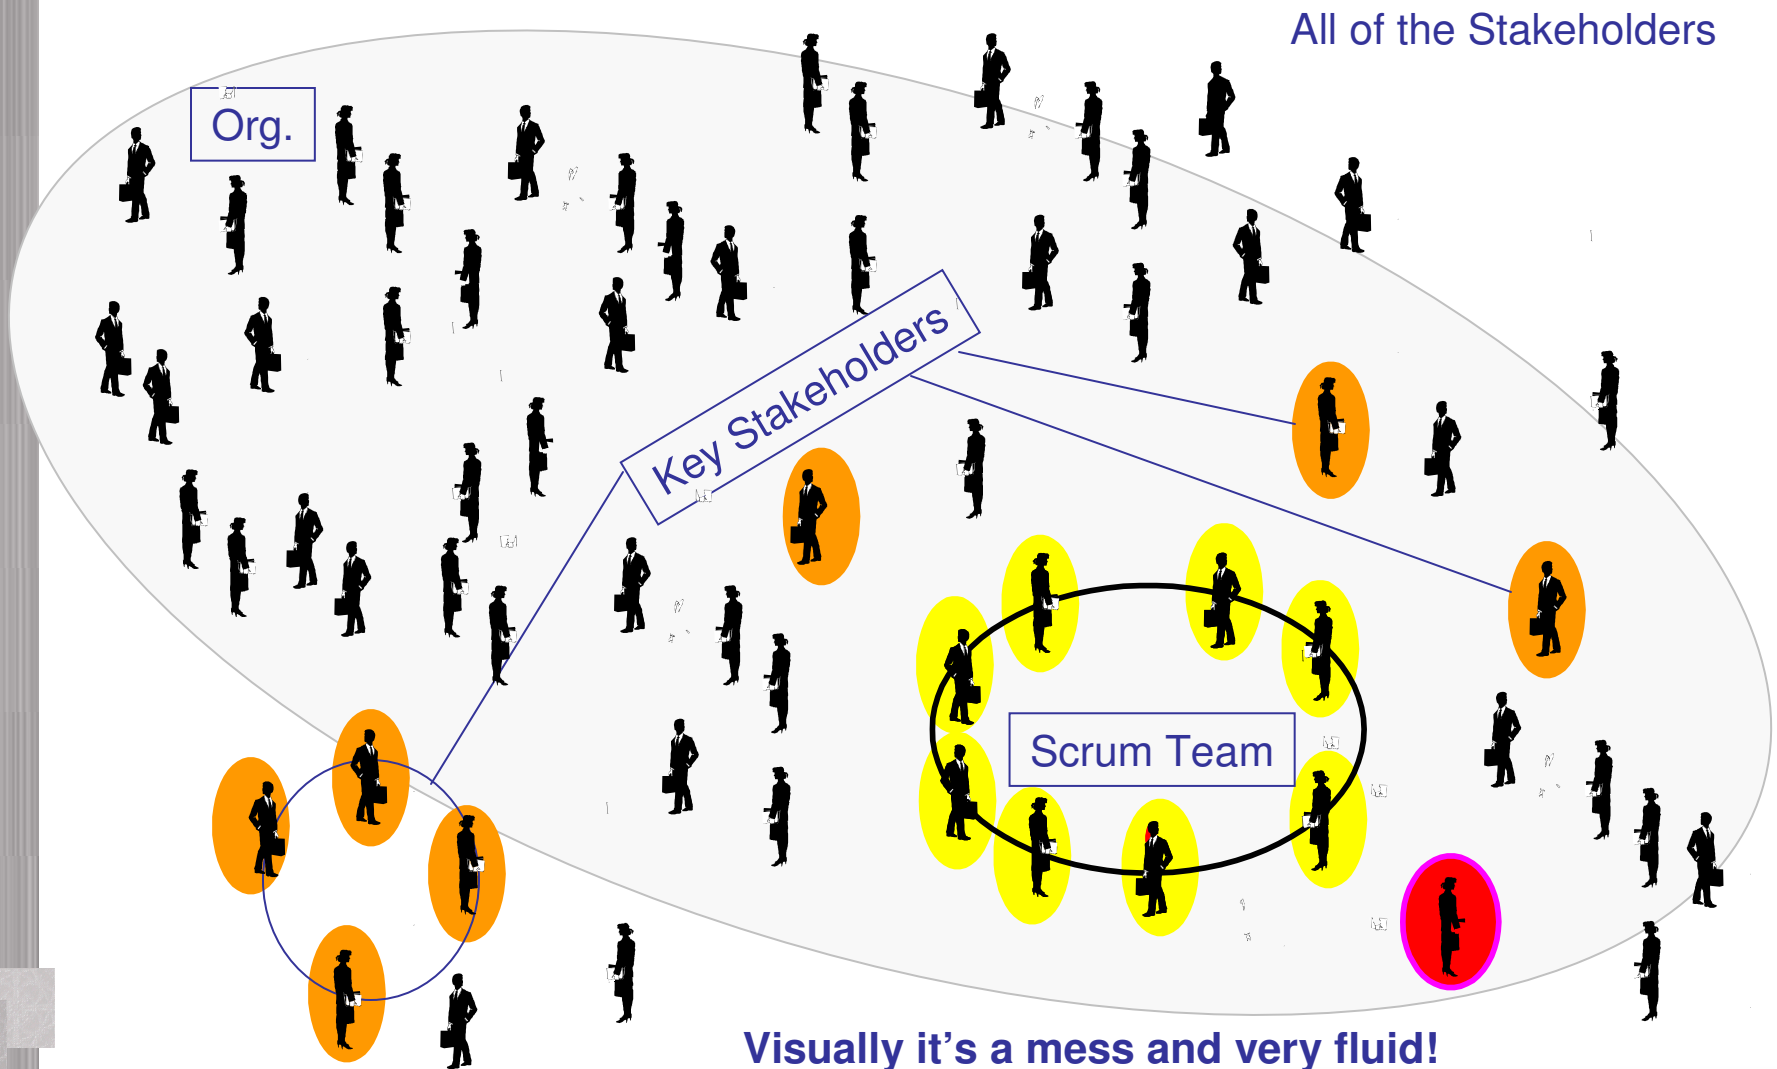 All of the Stakeholders
Org.
Key Stakeholders
Scrum Team
Visually it’s a mess and very fluid!